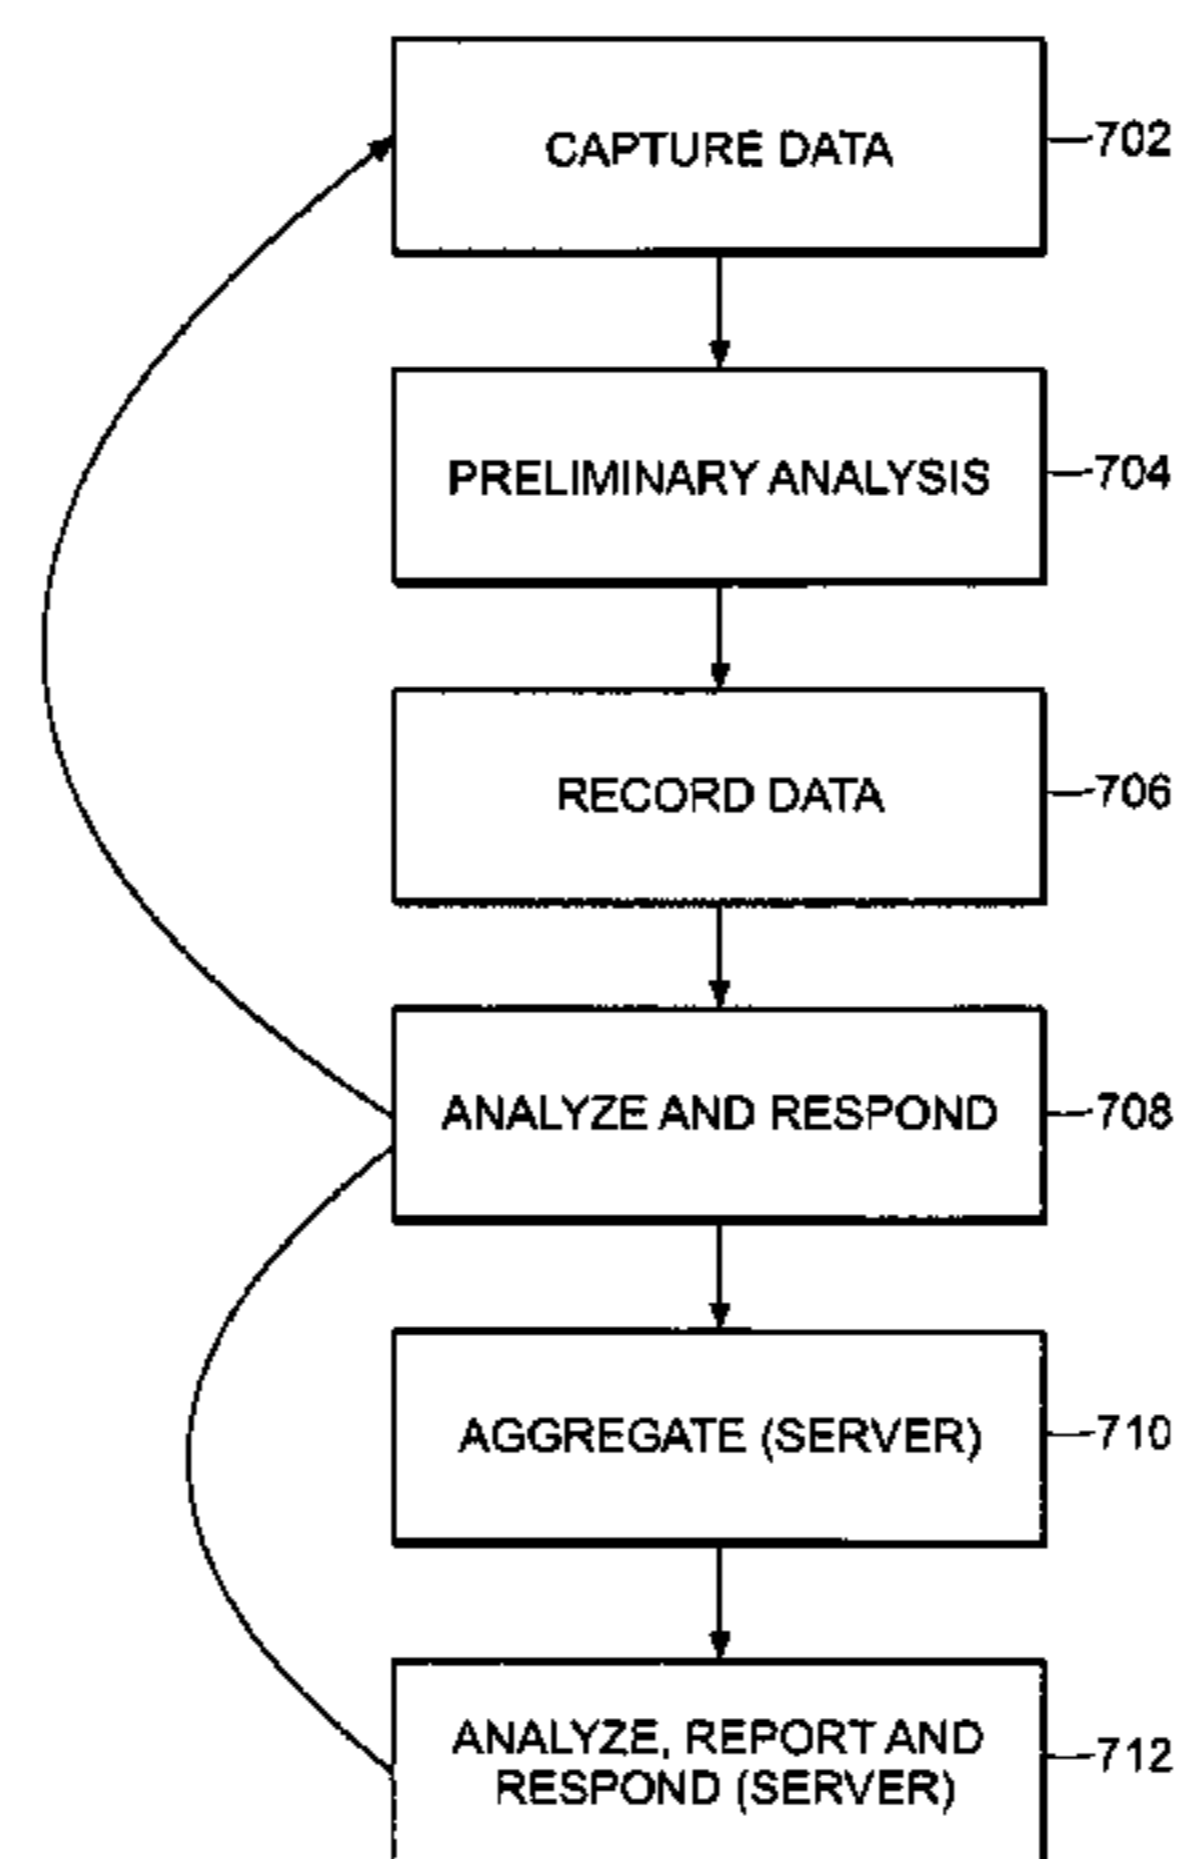 CAPTURE DATA
702
PRELIMINARY ANALYSIS
704
RECORD DATA
706
ANALYZE AND RESPOND
708
AGGREGATE (SERVER)
710
ANALYZE, REPORT AND
RESPOND (SERVER)
712